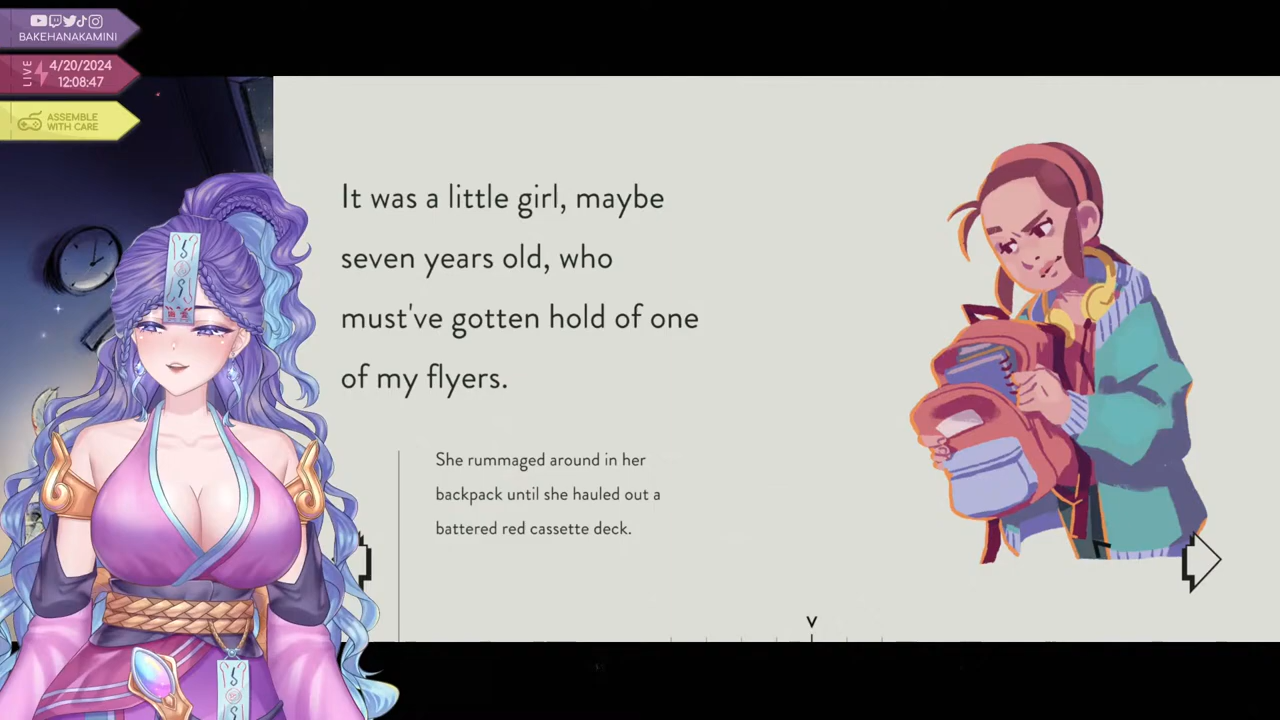 BAKEHANAKAMINI
LIVE
4/20/2024
12:08:47
ASSEMBLE
WITH CARE
It was a little girl, maybe
seven years old, who
must've gotten hold of one
of my flyers.
She rummaged around in her
backpack until she hauled out a
battered red cassette deck.